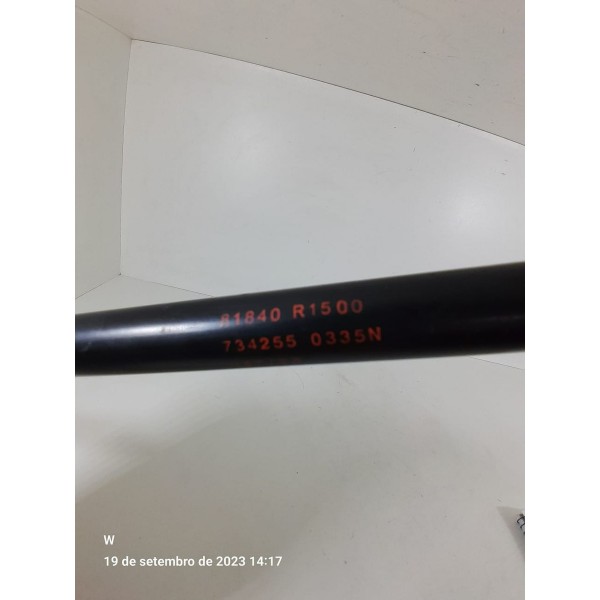 81840 R1500
734255 0335N
W
19 de setembro de 2023 14:17